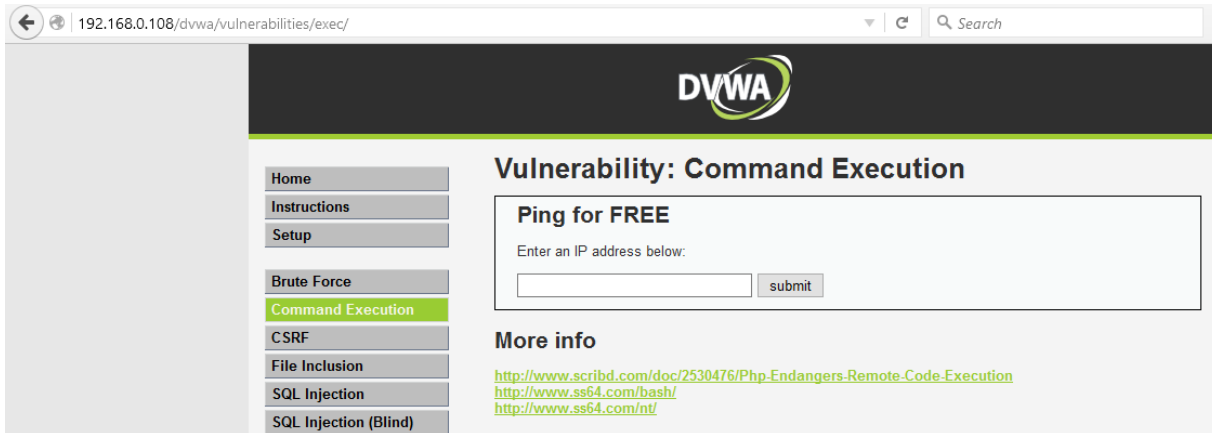 192.168.0.108/dvwa/vulnerabilities/exec/
Search
DVWA
Home
Instructions
Setup
Brute Force
Command Execution
CSRF
File Inclusion
SQL Injection
SQL Injection (Blind)
Vulnerability: Command Execution
Ping for FREE
Enter an IP address below:
submit
More info
http://www.scribd.com/doc/2530476/Php-Endangers-Remote-Code-Execution
http://www.ss64.com/bash/
http://www.ss64.com/nt/